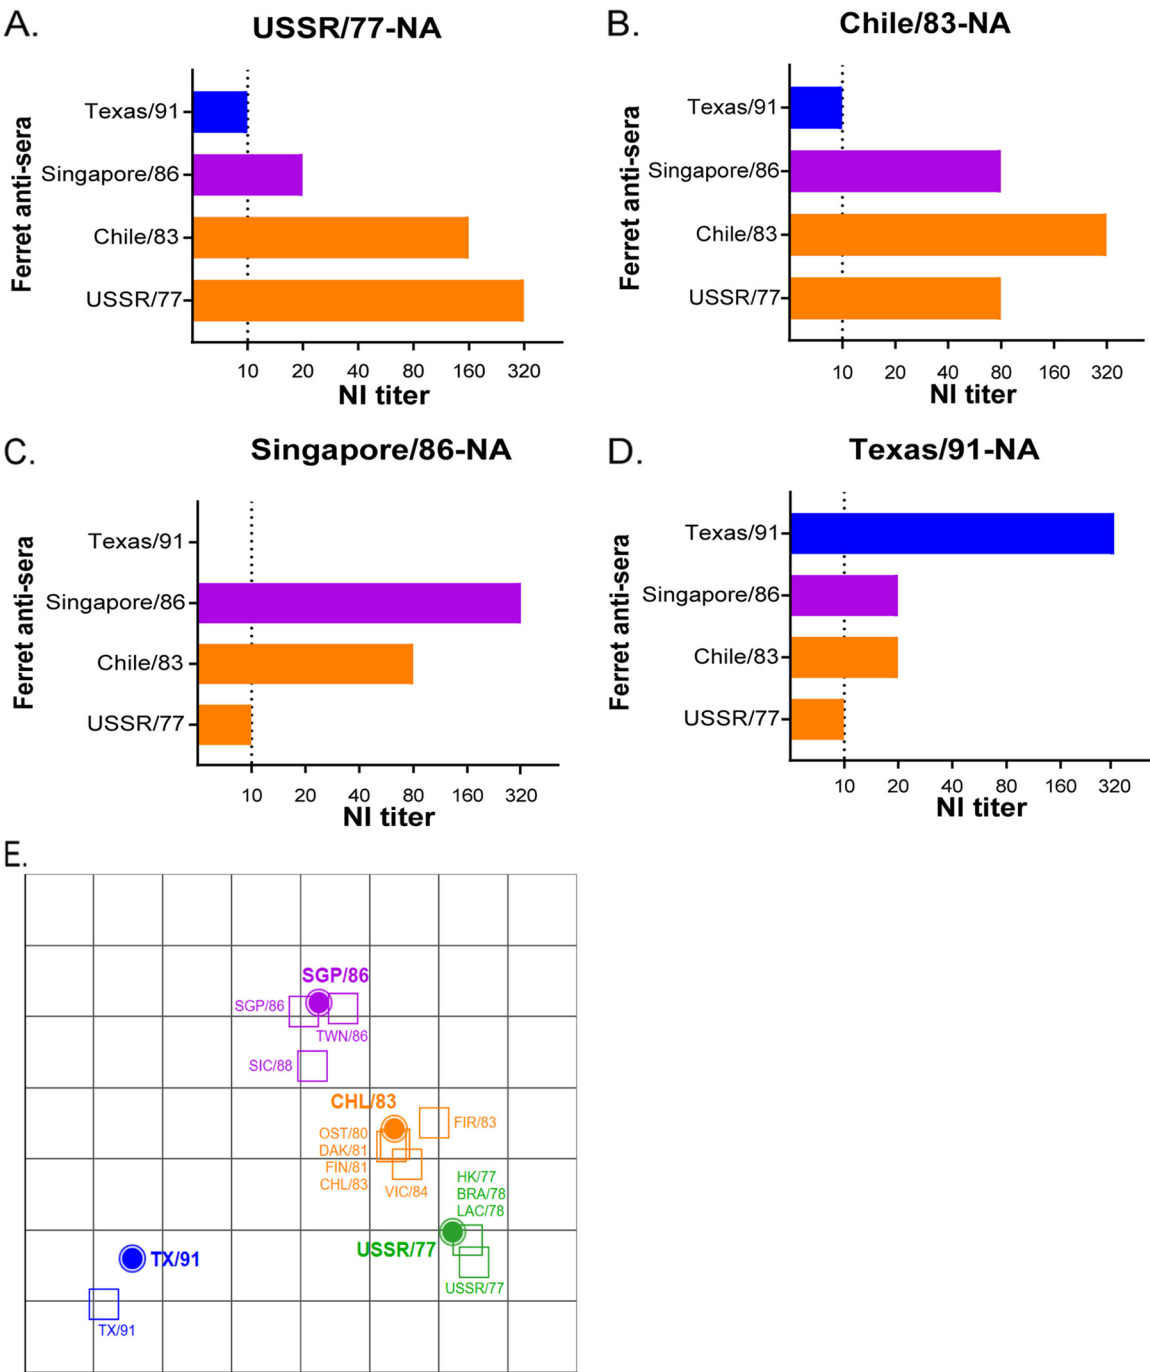 A.
USSR/77-NA
Ferret anti-sera
Texas/91
Singapore/86
Chile/83
USSR/77
10 20 40 80 160 320
NI titer
B.
Chile/83-NA
Ferret anti-sera
Texas/91
Singapore/86
Chile/83
USSR/77
10 20 40 80 160 320
NI titer
C.
Singapore/86-NA
Ferret anti-sera
Texas/91
Singapore/86
Chile/83
USSR/77
10 20 40 80 160 320
NI titer
D.
Texas/91-NA
Ferret anti-sera
Texas/91
Singapore/86
Chile/83
USSR/77
10 20 40 80 160 320
NI titer
E.
SGP/86
SGP/86
TWN/86
SIC/88
CHL/83
FIR/83
OST/80
DAK/81
FIN/81
CHL/83
VIC/84
HK/77
BRA/78
LAC/78
USSR/77
USSR/77
TX/91
TX/91